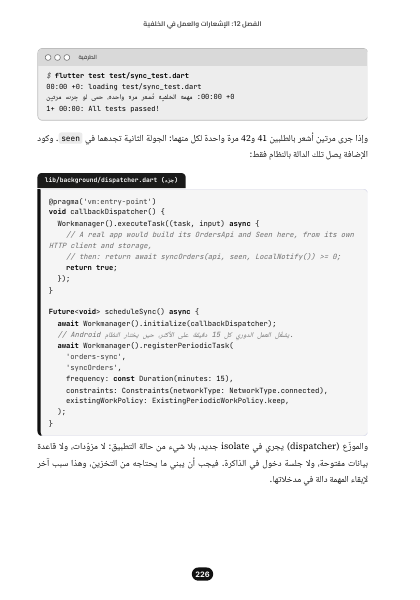 الفصل 12: الإشعارات والعمل في الخلفية
الطرفية
$ flutter test test/sync_test.dart
00:00 +0: loading test/sync_test.dart
00:00 +0: مهمة الخلفية تُشعر مرة واحدة، حتى لو جرت مرتين
00:00 +1: All tests passed!
وإذا جرى مرتين أشعر بالطلبين 41 و42 مرة واحدة لكل منهما: الجولة الثانية تجدهما في seen. وكود
الإضافة يصل تلك الدالة بالنظام فقط:
lib/background/dispatcher.dart (جزء)
@pragma('vm:entry-point')
void callbackDispatcher() {
Workmanager().executeTask((task, input) async {
// A real app would build its OrdersApi and Seen here, from its own
HTTP client and storage,
// then: return await syncOrders(api, seen, LocalNotify()) >= 0;
return true;
});
}
Future<void> scheduleSync() async {
await Workmanager().initialize(callbackDispatcher);
// Android يشغّل العمل الدوري كل 15 دقيقة على الأكثر، حين يختار النظام.
await Workmanager().registerPeriodicTask(
'orders-sync',
'syncOrders',
frequency: const Duration(minutes: 15),
constraints: Constraints(networkType: NetworkType.connected),
existingWorkPolicy: ExistingPeriodicWorkPolicy.keep,
);
}
والموزّع (dispatcher) يجري في isolate جديد، بلا شيء من حالة التطبيق: لا مزوّدات، ولا قاعدة
بيانات مفتوحة، ولا جلسة دخول في الذاكرة. فيجب أن يبني ما يحتاجه من التخزين، وهذا سبب آخر
لإبقاء المهمة دالة في مدخلاتها.
226